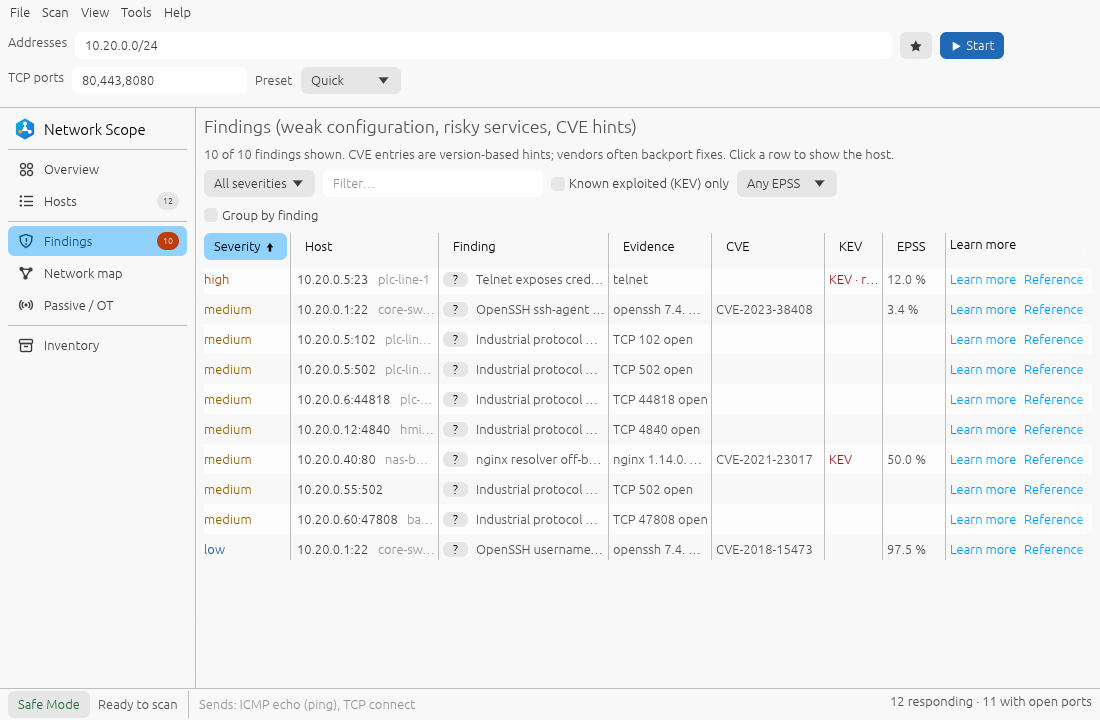 File Scan View Tools Help
Addresses 10.20.0.0/24 Start
TCP ports 80,443,8080 Preset Quick
Network Scope
Overview
Hosts 12
Findings 10
Network map
Passive / OT
Inventory
Findings (weak configuration, risky services, CVE hints)
10 of 10 findings shown. CVE entries are version-based hints; vendors often backport fixes. Click a row to show the host.
All severities Filter... Known exploited (KEV) only Any EPSS
Group by finding
Severity Host Finding Evidence CVE KEV EPSS Learn more
high 10.20.0.5:23 plc-line-1 ? Telnet exposes cred... telnet KEV · r... 12.0 % Learn more Reference
medium 10.20.0.1:22 core-sw... ? OpenSSH ssh-agent ... openssh 7.4. ... CVE-2023-38408 3.4 % Learn more Reference
medium 10.20.0.5:102 plc-lin... ? Industrial protocol ... TCP 102 open Learn more Reference
medium 10.20.0.5:502 plc-lin... ? Industrial protocol ... TCP 502 open Learn more Reference
medium 10.20.0.6:44818 plc-... ? Industrial protocol ... TCP 44818 open Learn more Reference
medium 10.20.0.12:4840 hmi... ? Industrial protocol ... TCP 4840 open Learn more Reference
medium 10.20.0.40:80 nas-b... ? nginx resolver off-b... nginx 1.14.0. ... CVE-2021-23017 KEV 50.0 % Learn more Reference
medium 10.20.0.55:502 ? Industrial protocol ... TCP 502 open Learn more Reference
medium 10.20.0.60:47808 ba... ? Industrial protocol ... TCP 47808 open Learn more Reference
low 10.20.0.1:22 core-sw... ? OpenSSH username... openssh 7.4. ... CVE-2018-15473 97.5 % Learn more Reference
Safe Mode Ready to scan Sends: ICMP echo (ping), TCP connect 12 responding · 11 with open ports